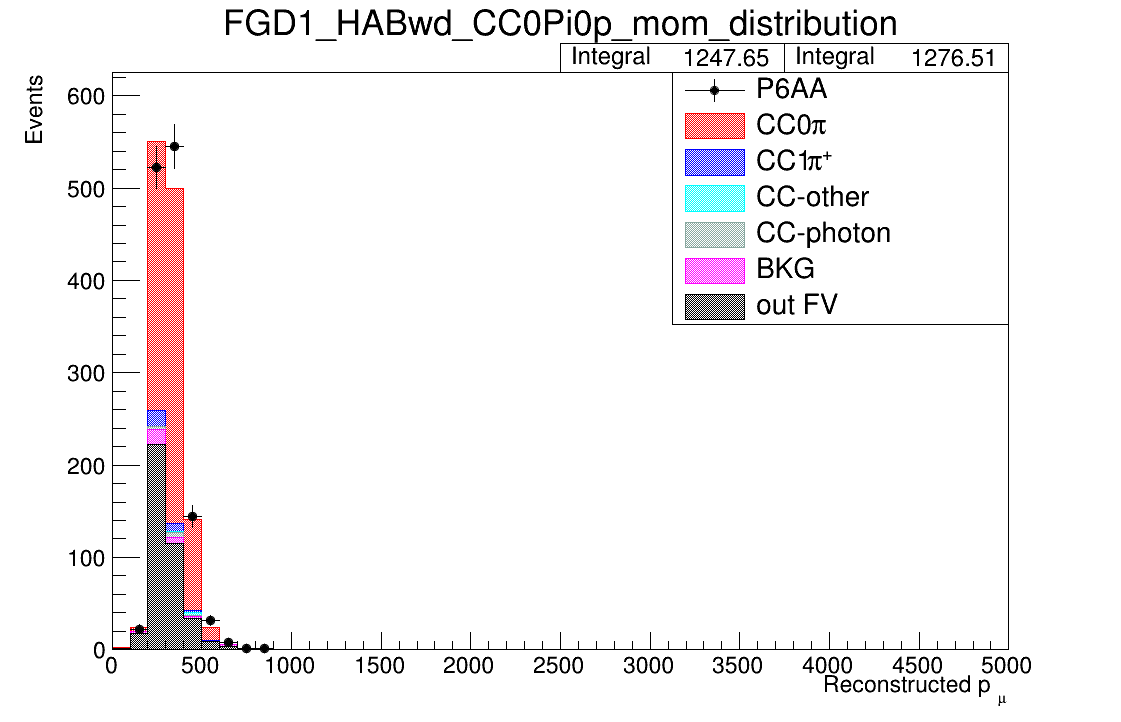 FGD1_HABwd_CC0Pi0p_mom_distribution
Integral 1247.65 Integral 1276.51
Events
P6AA
CC0π
CC1π⁺
CC-other
CC-photon
BKG
out FV
600
500
400
300
200
100
0
0 500 1000 1500 2000 2500 3000 3500 4000 4500 5000
Reconstructed p μ